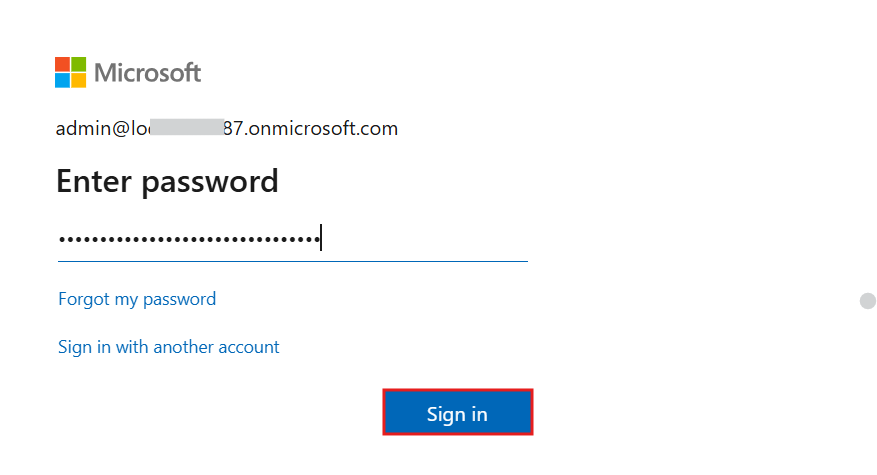 Microsoft
admin@lo 87.onmicrosoft.com
Enter password
Forgot my password
Sign in with another account
Sign in